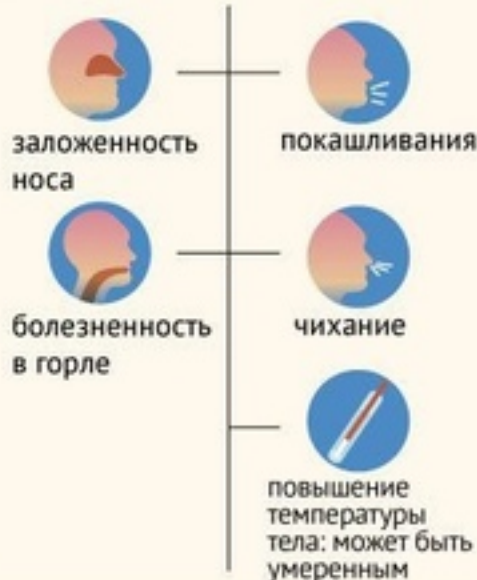 заложенность
носа
покашливания
болезненность
в горле
чихание
повышение
температуры
тела: может быть
умеренным